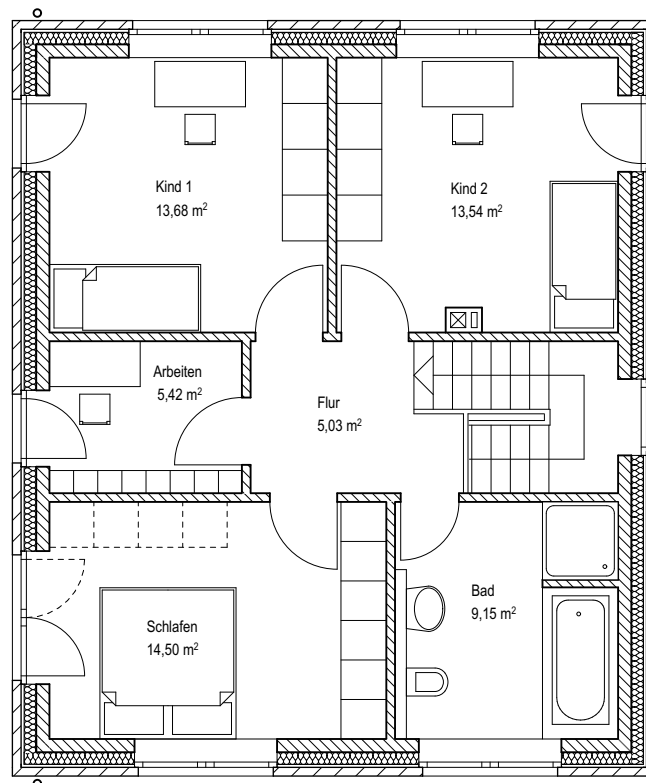 Kind 1
13,68 m²
Kind 2
13,54 m²
Arbeiten
5,42 m²
Flur
5,03 m²
Schlafen
14,50 m²
Bad
9,15 m²